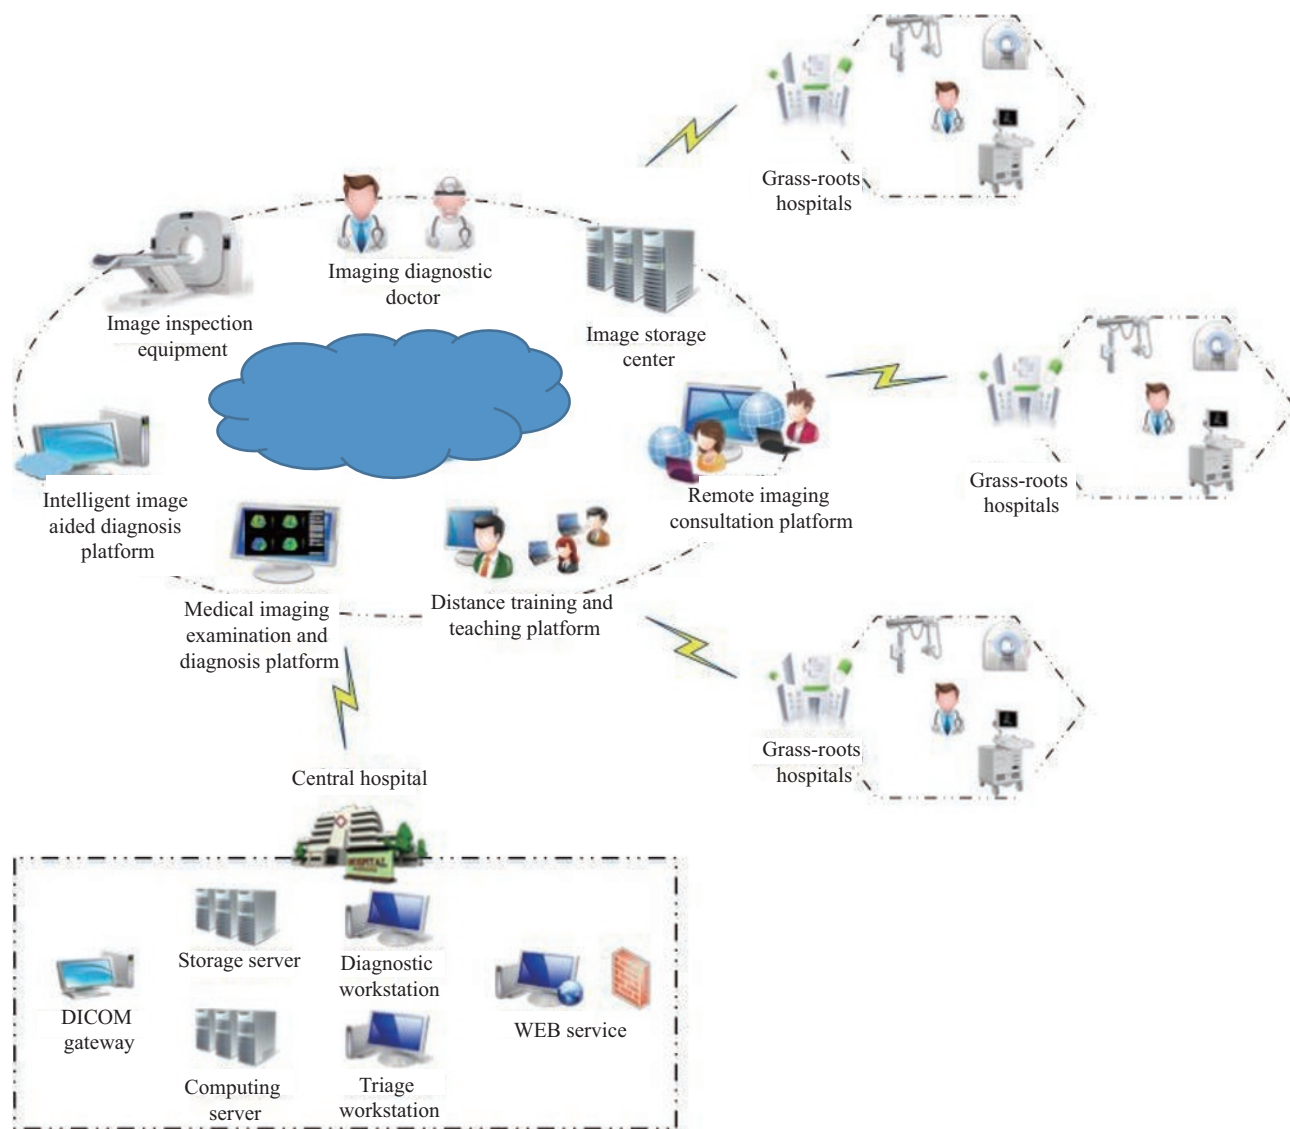 Grass-roots
hospitals
Imaging diagnostic
doctor
Image inspection
equipment
Image storage
center
Intelligent image
aided diagnosis
platform
Remote imaging
consultation platform
Grass-roots
hospitals
Medical imaging
examination and
diagnosis platform
Distance training and
teaching platform
Grass-roots
hospitals
Central hospital
HOSPITAL
Storage server
Diagnostic
workstation
DICOM
gateway
WEB service
Computing
server
Triage
workstation